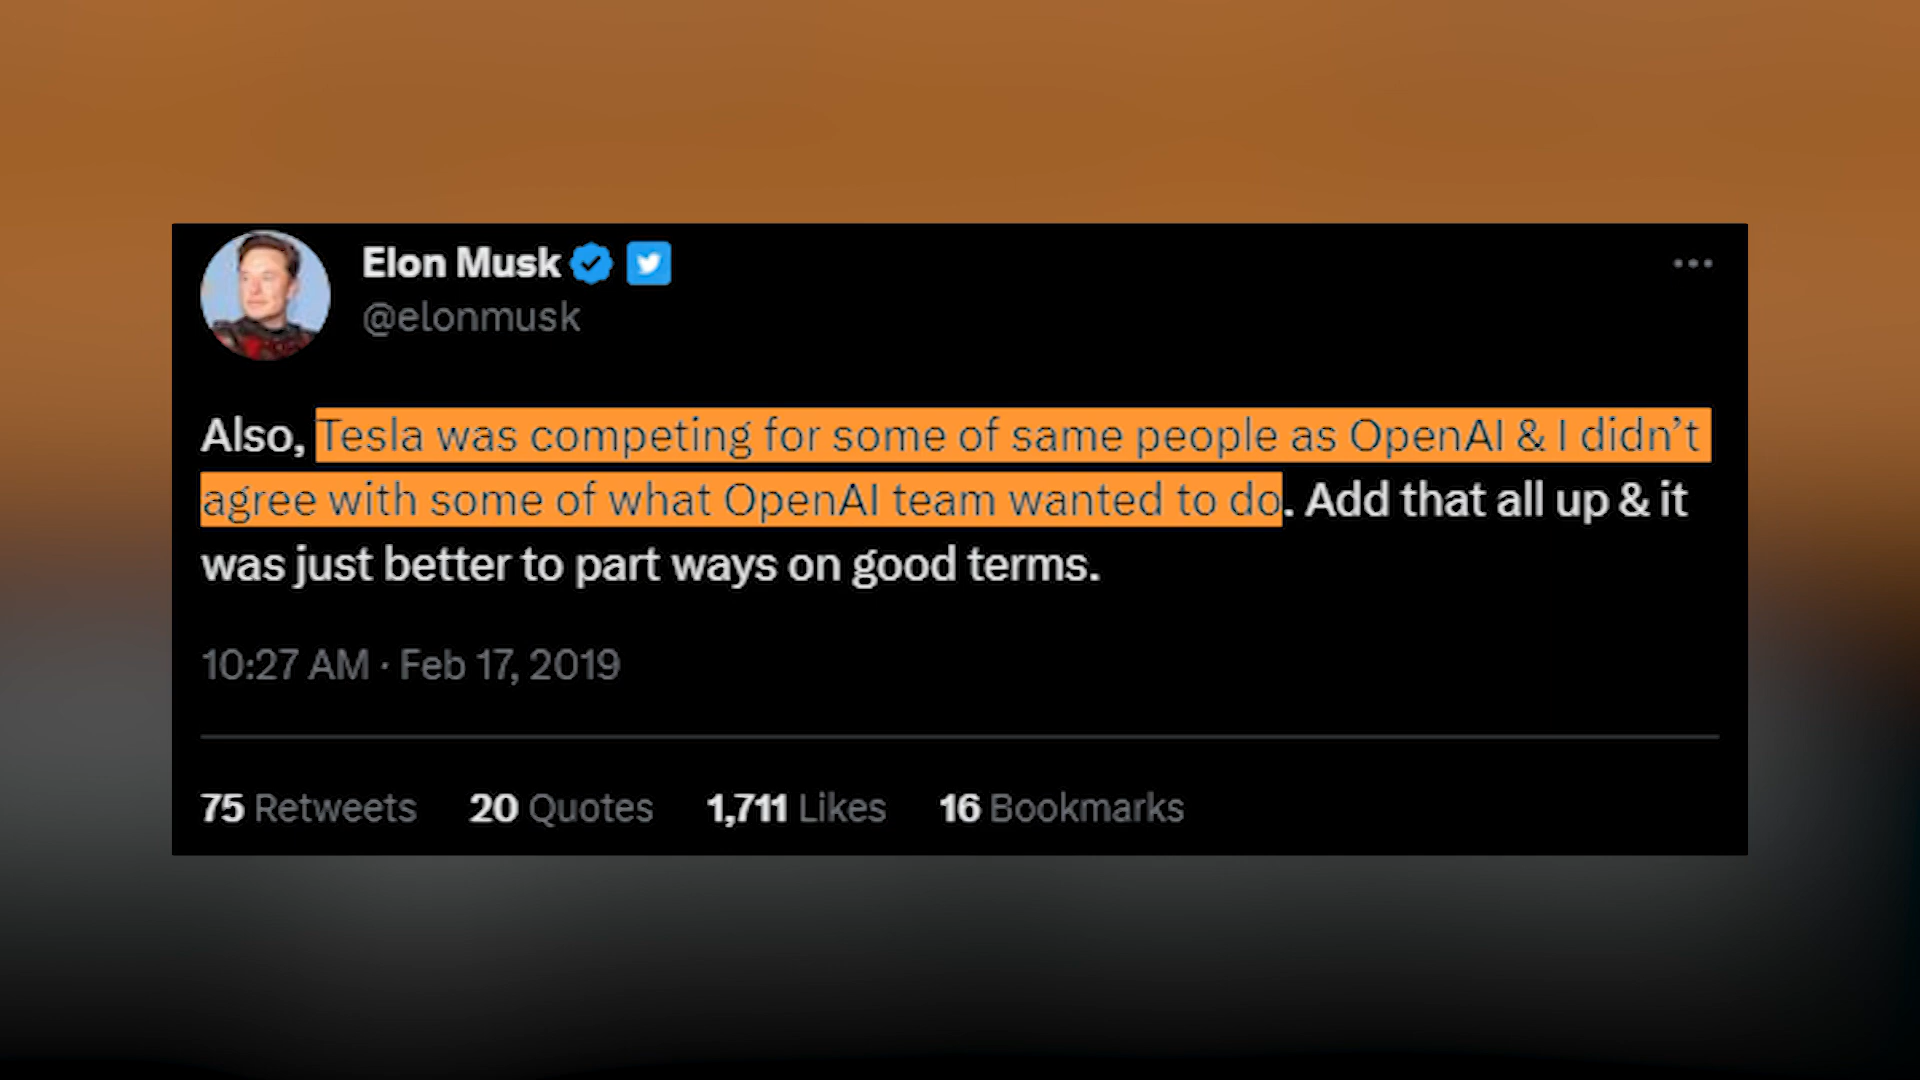 Elon Musk
@elonmusk
Also, Tesla was competing for some of same people as OpenAI & I didn’t
agree with some of what OpenAI team wanted to do. Add that all up & it
was just better to part ways on good terms.
10:27 AM · Feb 17, 2019
75 Retweets 20 Quotes 1,711 Likes 16 Bookmarks